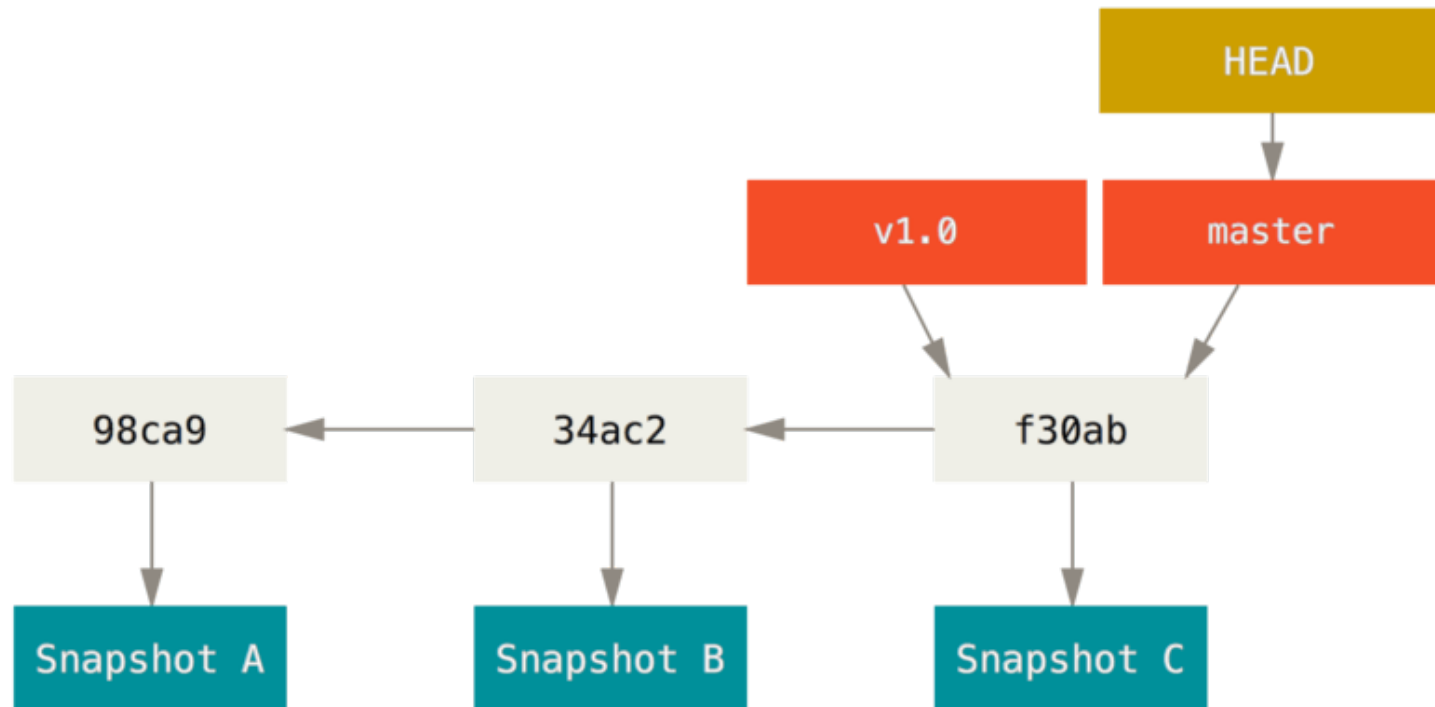 HEAD
v1.0
master
98ca9
34ac2
f30ab
Snapshot A
Snapshot B
Snapshot C